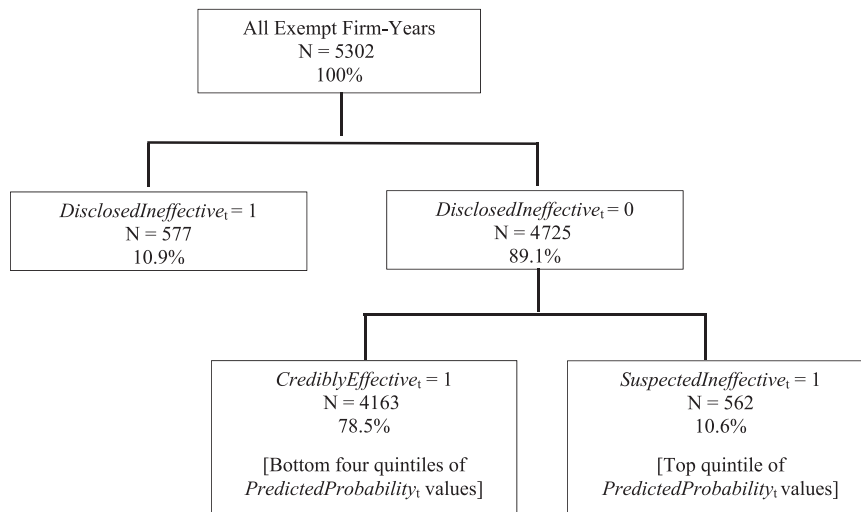 All Exempt Firm-Years
N = 5302
100%
DisclosedIneffectiveₜ = 1
N = 577
10.9%
DisclosedIneffectiveₜ = 0
N = 4725
89.1%
CrediblyEffectiveₜ = 1
N = 4163
78.5%
[Bottom four quintiles of
PredictedProbabilityₜ values]
SuspectedIneffectiveₜ = 1
N = 562
10.6%
[Top quintile of
PredictedProbabilityₜ values]